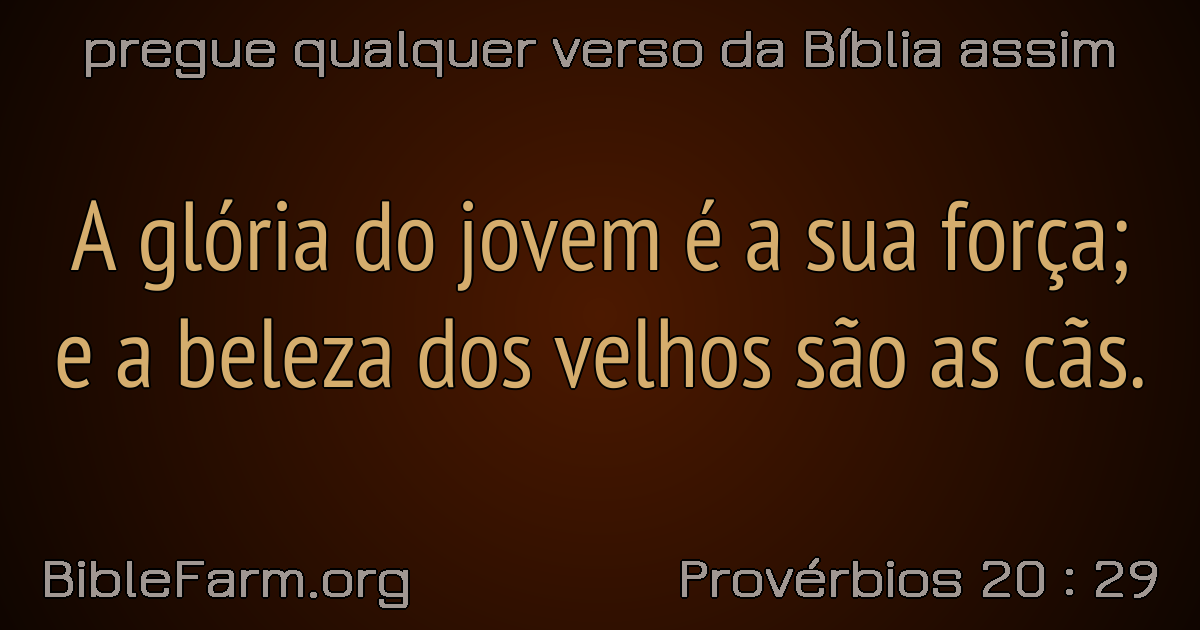 pregue qualquer verso da Bíblia assim
A glória do jovem é a sua força;
e a beleza dos velhos são as cãs.
BibleFarm.org
Provérbios 20 : 29